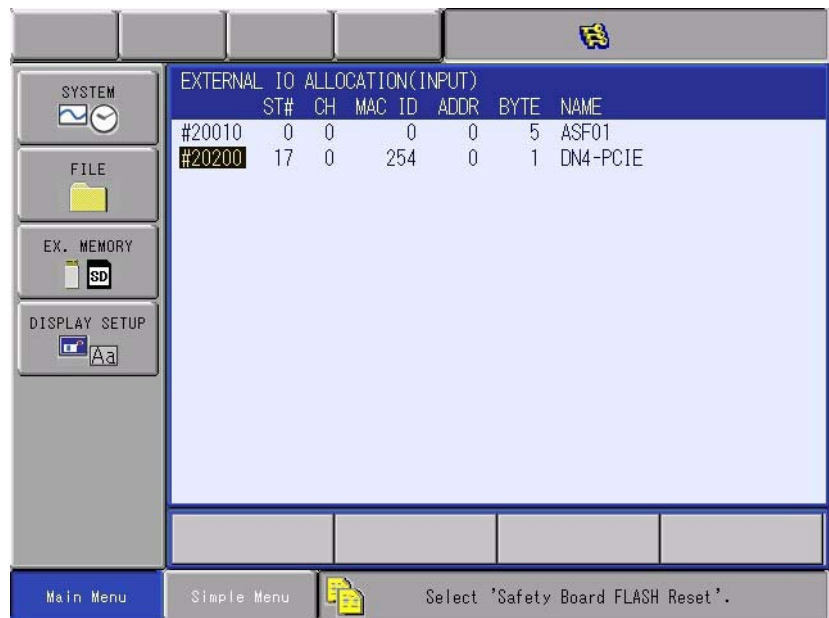 SYSTEM
FILE
EX. MEMORY
SD
DISPLAY SETUP
Aa
EXTERNAL IO ALLOCATION(INPUT)
ST# CH MAC ID ADDR BYTE NAME
#20010 0 0 0 0 5 ASF01
#20200 17 0 254 0 1 DN4-PCIE
Main Menu
Simple Menu
Select 'Safety Board FLASH Reset'.